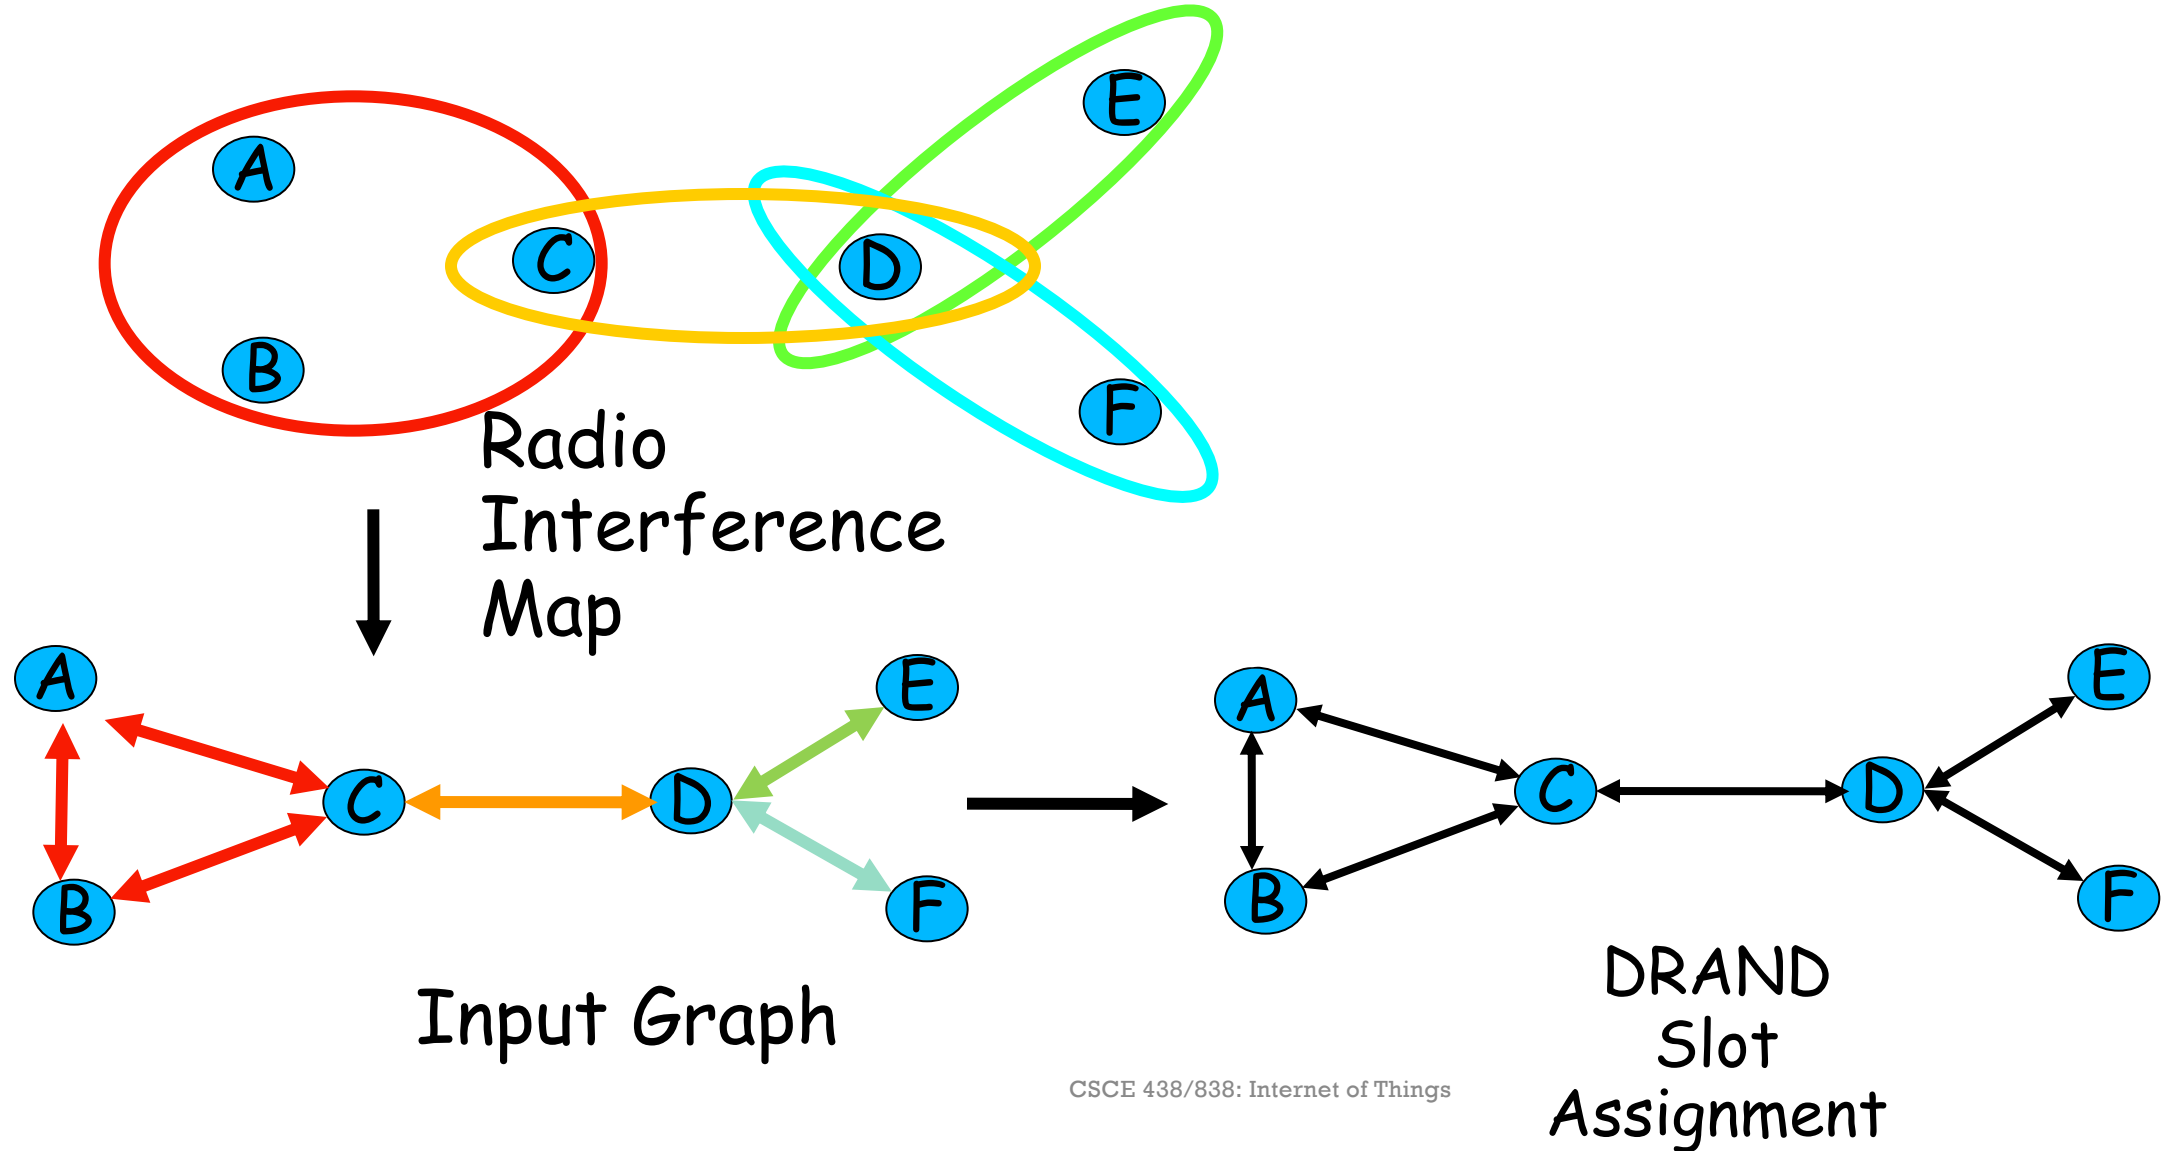 E
A
C
D
B
F
Radio
Interference
Map
A
E
C
D
B
F
Input Graph
A
E
C
D
B
F
DRAND
Slot
Assignment
CSCE 438/838: Internet of Things